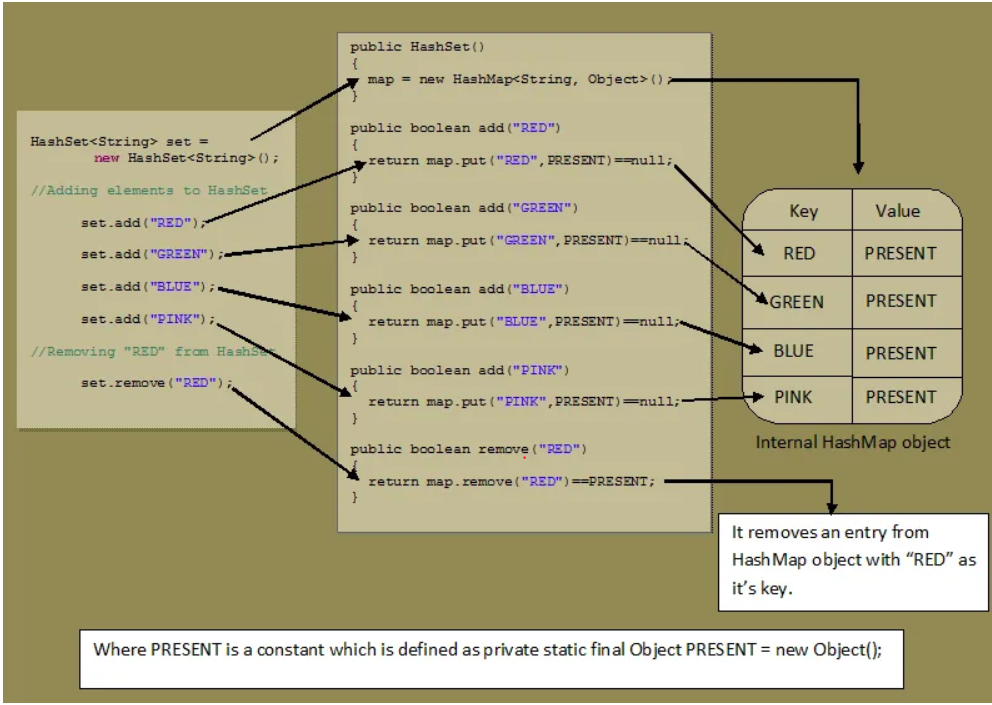 HashSet<String> set =
new HashSet<String>();
//Adding elements to HashSet
set.add("RED");
set.add("GREEN");
set.add("BLUE");
set.add("PINK");
//Removing "RED" from HashSet
set.remove("RED");
public HashSet()
{
map = new HashMap<String, Object>();
}
public boolean add("RED")
{
return map.put("RED",PRESENT)==null;
}
public boolean add("GREEN")
{
return map.put("GREEN",PRESENT)==null;
}
public boolean add("BLUE")
{
return map.put("BLUE",PRESENT)==null;
}
public boolean add("PINK")
{
return map.put("PINK",PRESENT)==null;
}
public boolean remove("RED")
{
return map.remove("RED")==PRESENT;
}
Key Value
RED PRESENT
GREEN PRESENT
BLUE PRESENT
PINK PRESENT
Internal HashMap object
It removes an entry from
HashMap object with “RED” as
it’s key.
Where PRESENT is a constant which is defined as private static final Object PRESENT = new Object();